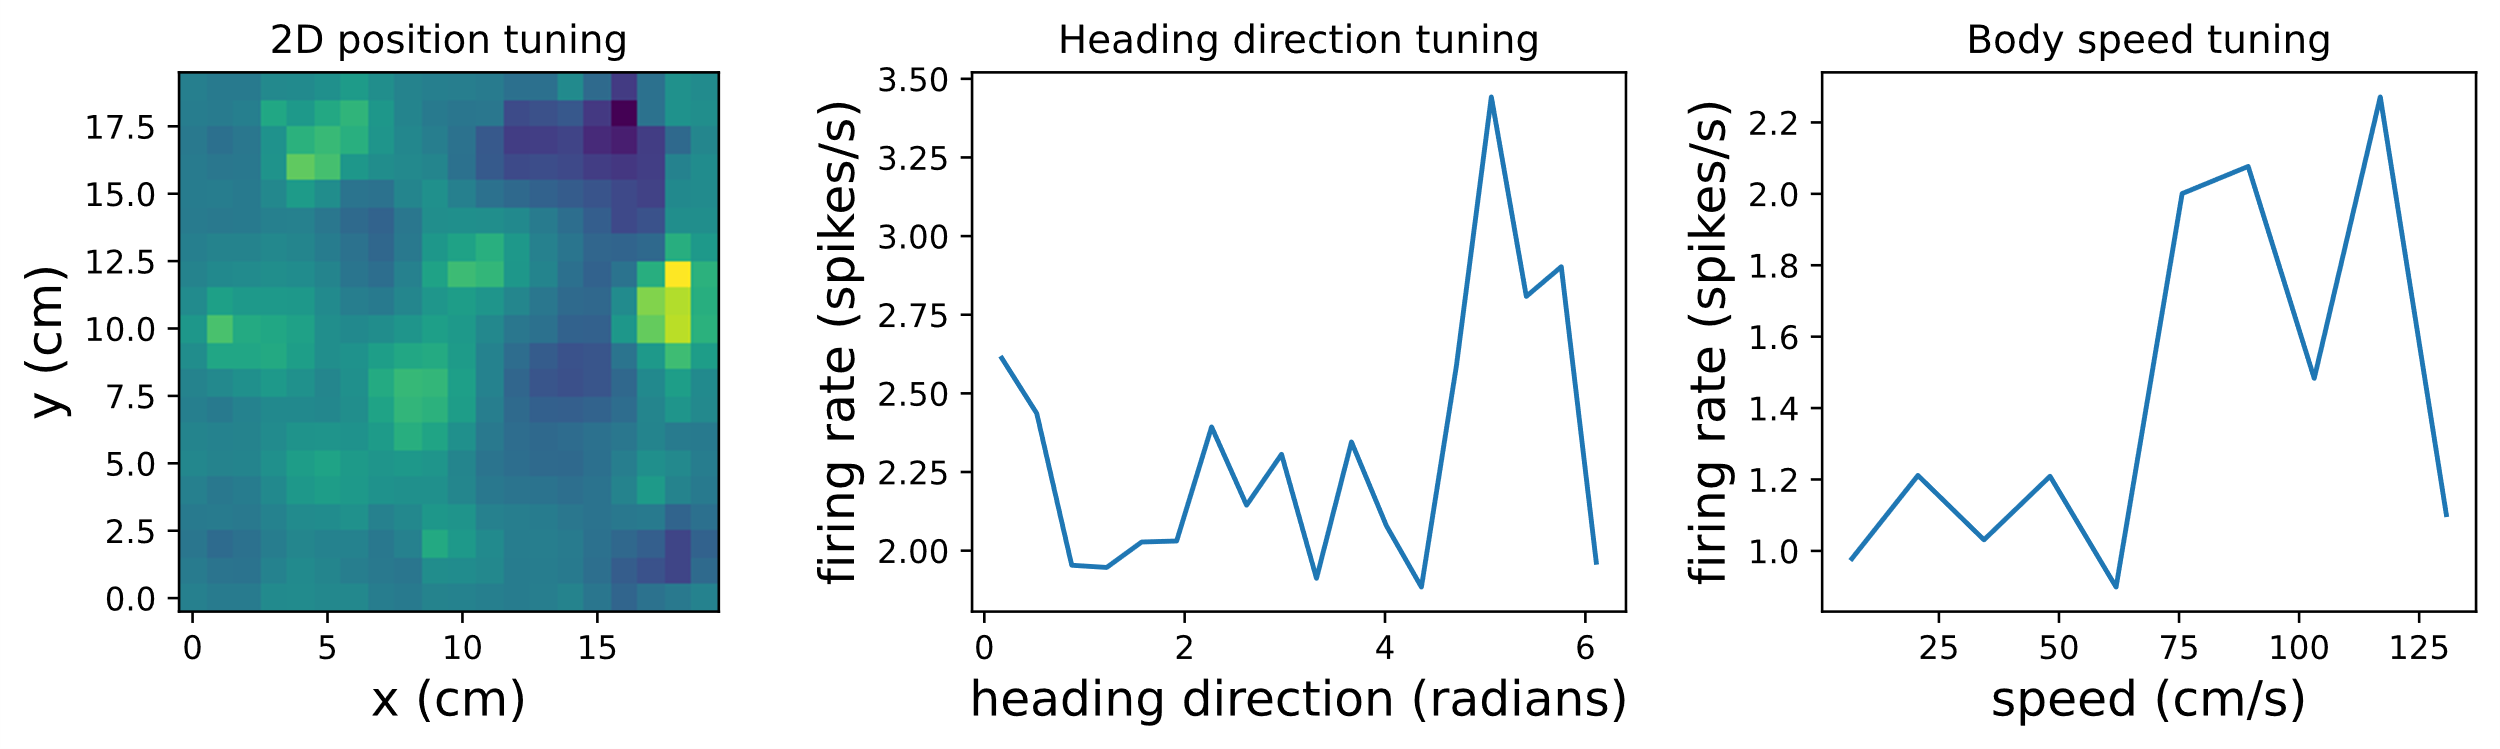 2D position tuning
17.5
15.0
12.5
10.0
7.5
5.0
2.5
0.0
y (cm)
0 5 10 15
x (cm)
Heading direction tuning
3.50
3.25
3.00
2.75
2.50
2.25
2.00
firing rate (spikes/s)
0 2 4 6
heading direction (radians)
Body speed tuning
2.2
2.0
1.8
1.6
1.4
1.2
1.0
firing rate (spikes/s)
25 50 75 100 125
speed (cm/s)